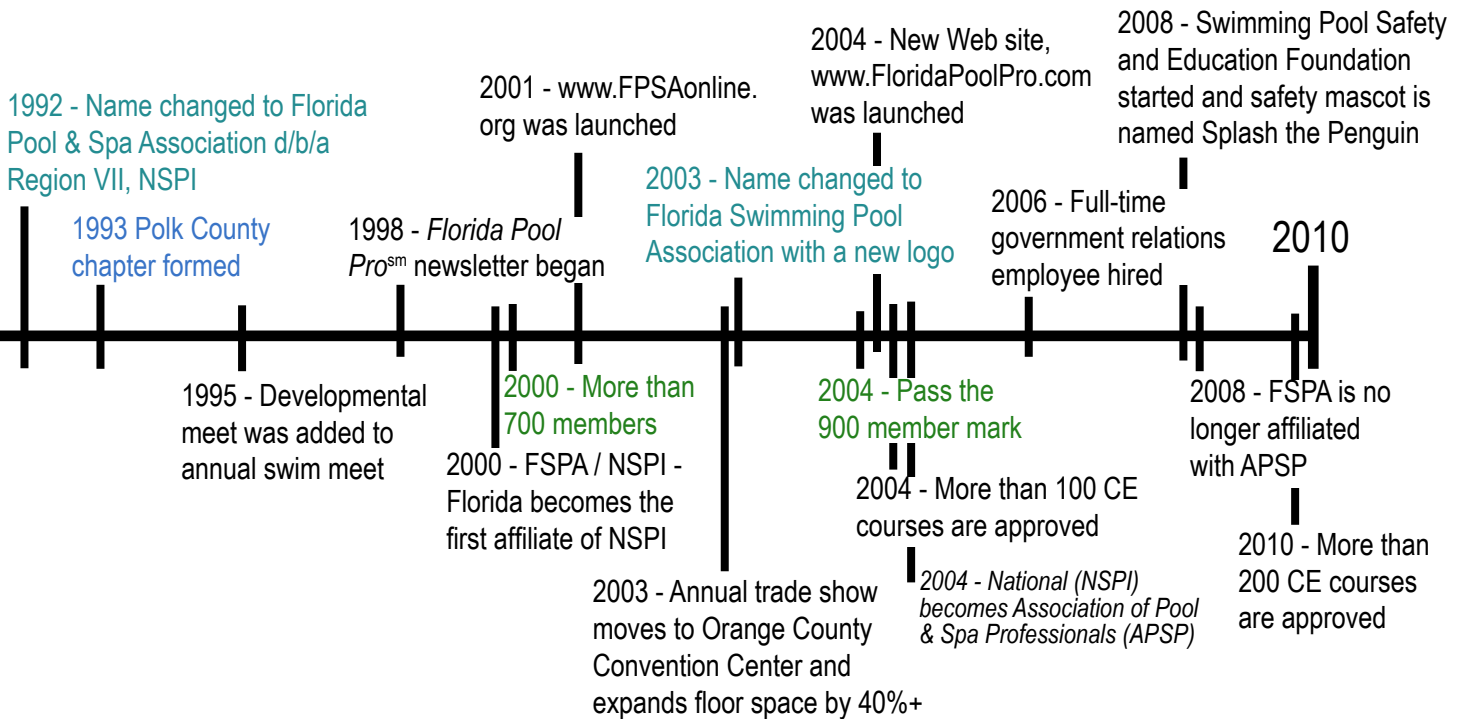 1992 - Name changed to Florida
Pool & Spa Association d/b/a
Region VII, NSPI
1993 Polk County
chapter formed
1995 - Developmental
meet was added to
annual swim meet
1998 - Florida Pool
Pro℠ newsletter began
2000 - FSPA / NSPI -
Florida becomes the
first affiliate of NSPI
2000 - More than
700 members
2001 - www.FPSAonline.
org was launched
2003 - Annual trade show
moves to Orange County
Convention Center and
expands floor space by 40%+
2003 - Name changed to
Florida Swimming Pool
Association with a new logo
2004 - Pass the
900 member mark
2004 - New Web site,
www.FloridaPoolPro.com
was launched
2004 - More than 100 CE
courses are approved
2004 - National (NSPI)
becomes Association of Pool
& Spa Professionals (APSP)
2006 - Full-time
government relations
employee hired
2008 - Swimming Pool Safety
and Education Foundation
started and safety mascot is
named Splash the Penguin
2008 - FSPA is no
longer affiliated
with APSP
2010 - More than
200 CE courses
are approved
2010